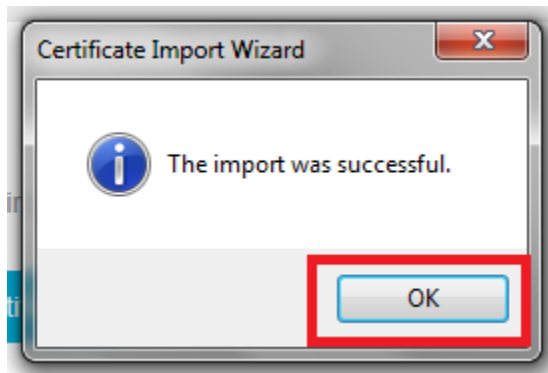 Certificate Import Wizard
The import was successful.
OK